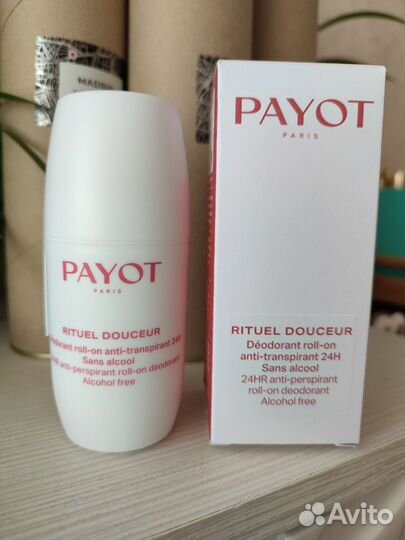 MADRI
PAYOT
PARIS
RITUEL DOUCEUR
Déodorant roll-on anti-transpirant 24H
Sans alcool
anti-perspirant roll-on deodorant
Alcohol free
PAYOT
PARIS
RITUEL DOUCEUR
Déodorant roll-on
anti-transpirant 24H
Sans alcool
24HR anti-perspirant
roll-on deodorant
Alcohol free
Avito